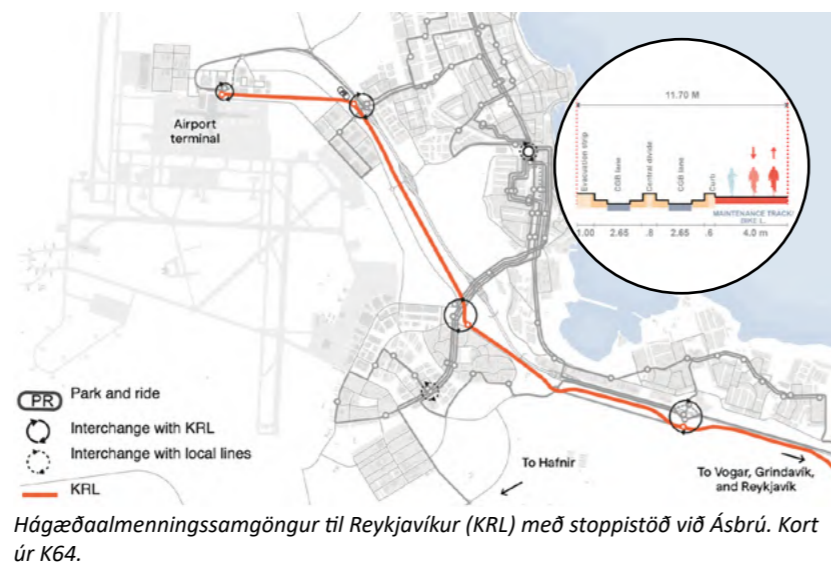 11.70 M
Evacuation strip
CGB lane
Central divide
CGB lane
Curb
MAINTENANCE TRACK/
BIKE L.
1.00 2.65 .8 2.65 .6 4.0 m
PR
Airport
terminal
PR Park and ride
Interchange with KRL
Interchange with local lines
KRL
To Hafnir
To Vogar, Grindavík,
and Reykjavík
Hágæðaalmenningssamgöngur til Reykjavíkur (KRL) með stoppistöð við Ásbrú. Kort
úr K64.